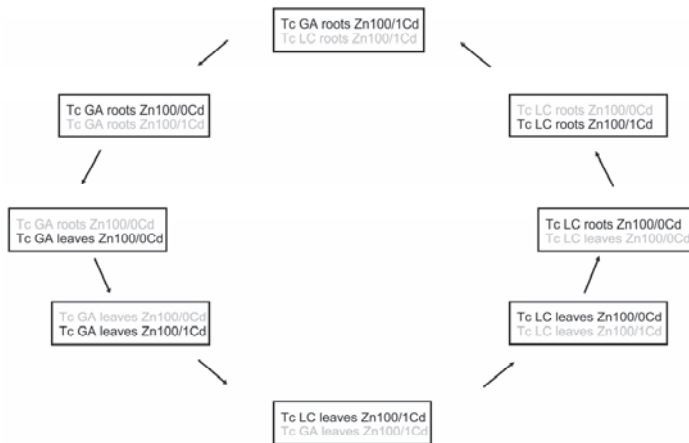 Tc GA roots Zn100/1Cd
Tc LC roots Zn100/1Cd
Tc GA roots Zn100/0Cd
Tc GA roots Zn100/1Cd
Tc LC roots Zn100/0Cd
Tc LC roots Zn100/1Cd
Tc GA roots Zn100/0Cd
Tc GA leaves Zn100/0Cd
Tc LC roots Zn100/0Cd
Tc LC leaves Zn100/0Cd
Tc GA leaves Zn100/0Cd
Tc GA leaves Zn100/1Cd
Tc LC leaves Zn100/0Cd
Tc LC leaves Zn100/1Cd
Tc LC leaves Zn100/1Cd
Tc GA leaves Zn100/1Cd